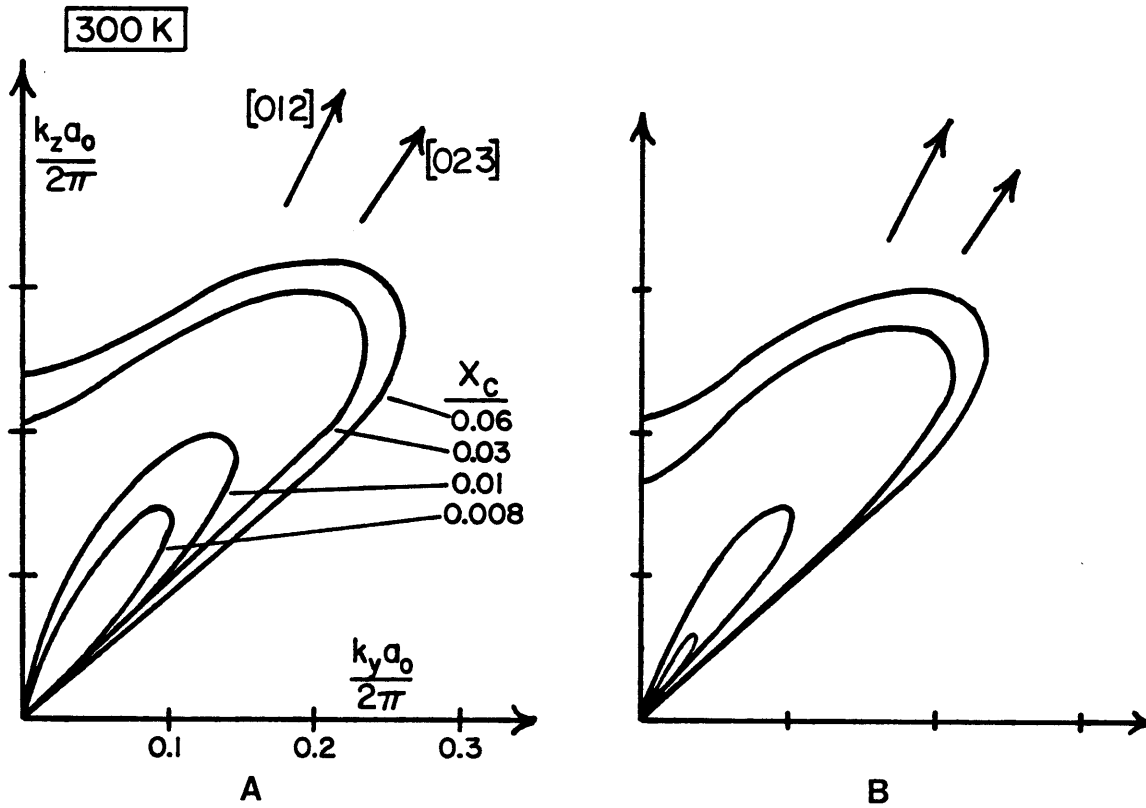 300 K
[012]
[023]
k_z a_0
2π
X_c
0.06
0.03
0.01
0.008
k_y a_0
2π
0.1 0.2 0.3
A B